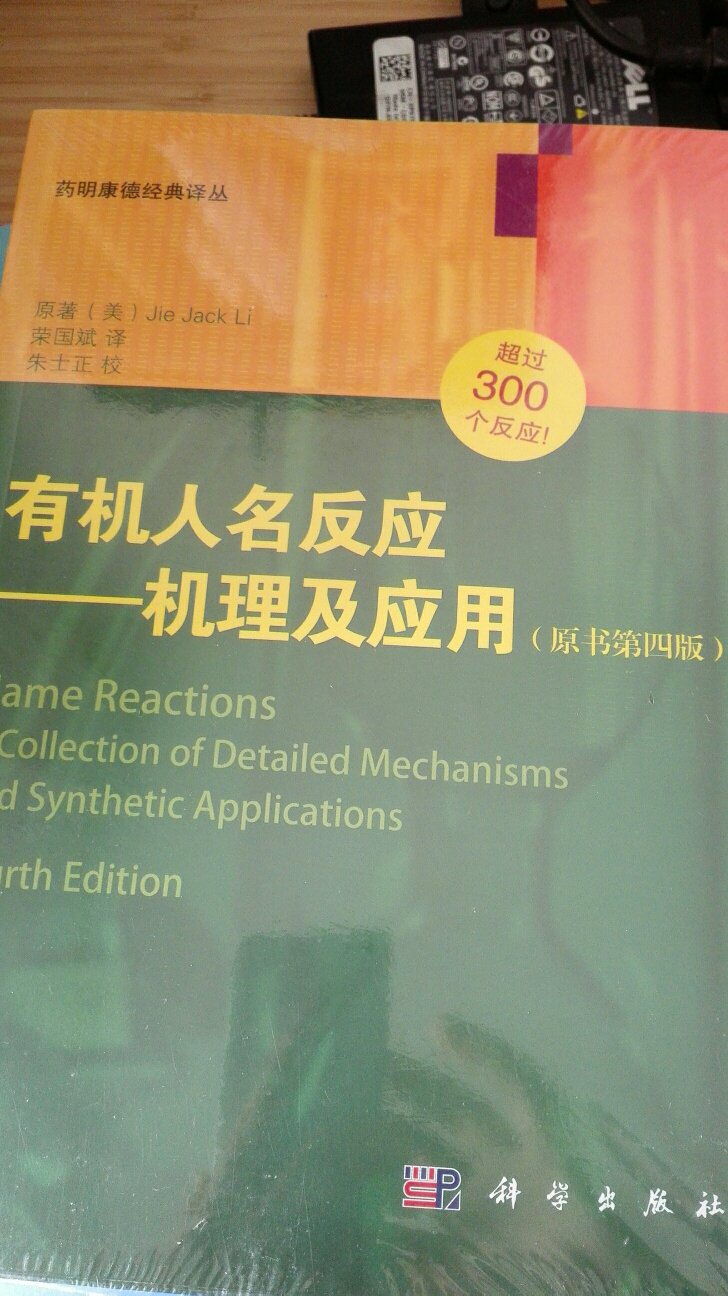 DELL
药明康德经典译丛
原著（美）Jie Jack Li
荣国斌 译
朱士正 校
超过
300
个反应!
有机人名反应
——机理及应用（原书第四版）
ame Reactions
Collection of Detailed Mechanisms
d Synthetic Applications
rth Edition
科学出版社